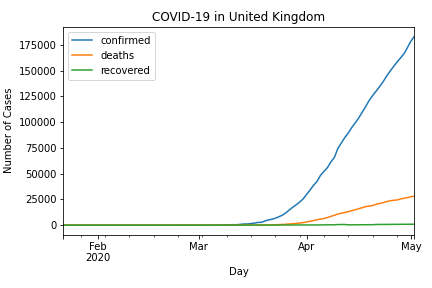 COVID-19 in United Kingdom
confirmed
deaths
recovered
Number of Cases
175000
150000
125000
100000
75000
50000
25000
0
Feb
2020
Mar
Apr
May
Day